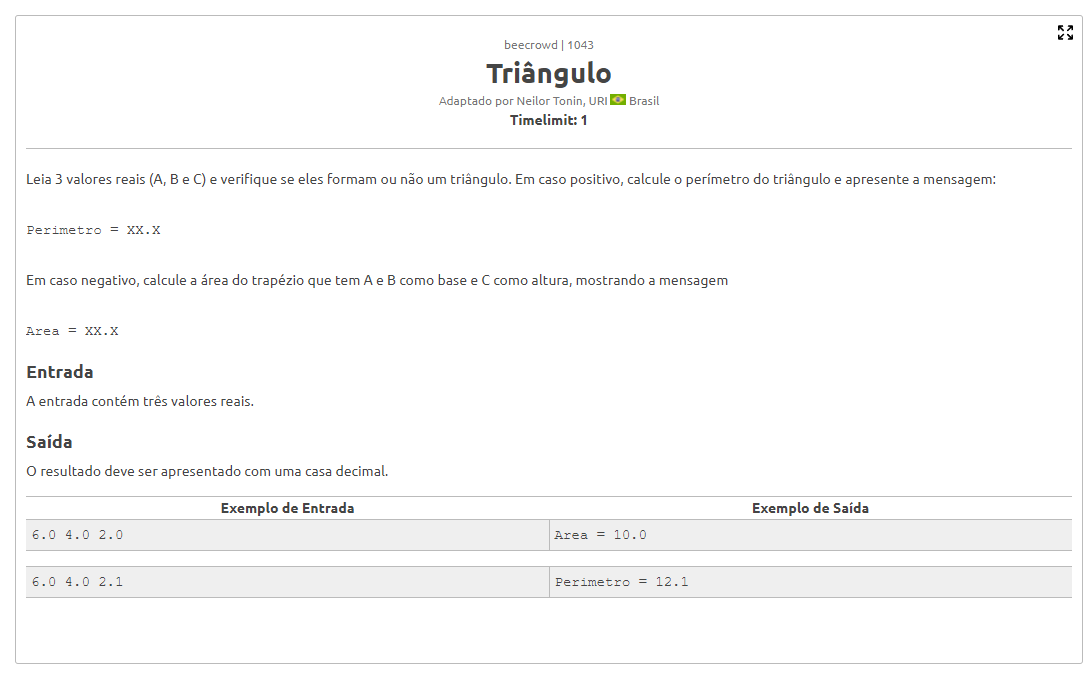 beecrowd | 1043
Triângulo
Adaptado por Neilor Tonin, URI Brasil
Timelimit: 1
Leia 3 valores reais (A, B e C) e verifique se eles formam ou não um triângulo. Em caso positivo, calcule o perímetro do triângulo e apresente a mensagem:
Perimetro = XX.X
Em caso negativo, calcule a área do trapézio que tem A e B como base e C como altura, mostrando a mensagem
Area = XX.X
Entrada
A entrada contém três valores reais.
Saída
O resultado deve ser apresentado com uma casa decimal.
Exemplo de Entrada Exemplo de Saída
6.0 4.0 2.0 Area = 10.0
6.0 4.0 2.1 Perimetro = 12.1